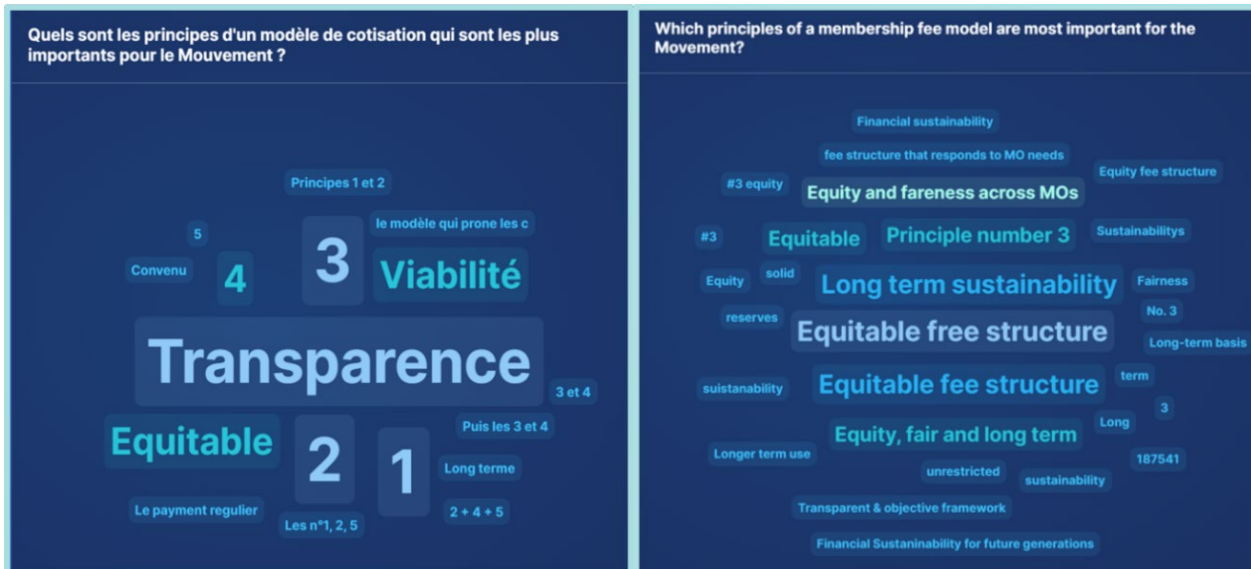 Quels sont les principes d'un modèle de cotisation qui sont les plus
importants pour le Mouvement ?
Principes 1 et 2
le modèle qui prone les c
5
3
Convenu
4
Viabilité
Transparence
3 et 4
Equitable
2
1
Puis les 3 et 4
Long terme
Le payment regulier
Les n°1, 2, 5
2 + 4 + 5
Which principles of a membership fee model are most important for the
Movement?
Financial sustainability
fee structure that responds to MO needs
Equity fee structure
#3 equity
Equity and fareness across MOs
#3
Equitable
Principle number 3
Sustainabilitys
Equity
solid
Long term sustainability
Fairness
reserves
Equitable free structure
No. 3
Long-term basis
suistanability
Equitable fee structure
term
3
Equity, fair and long term
Long
Longer term use
187541
unrestricted
sustainability
Transparent & objective framework
Financial Sustaninability for future generations